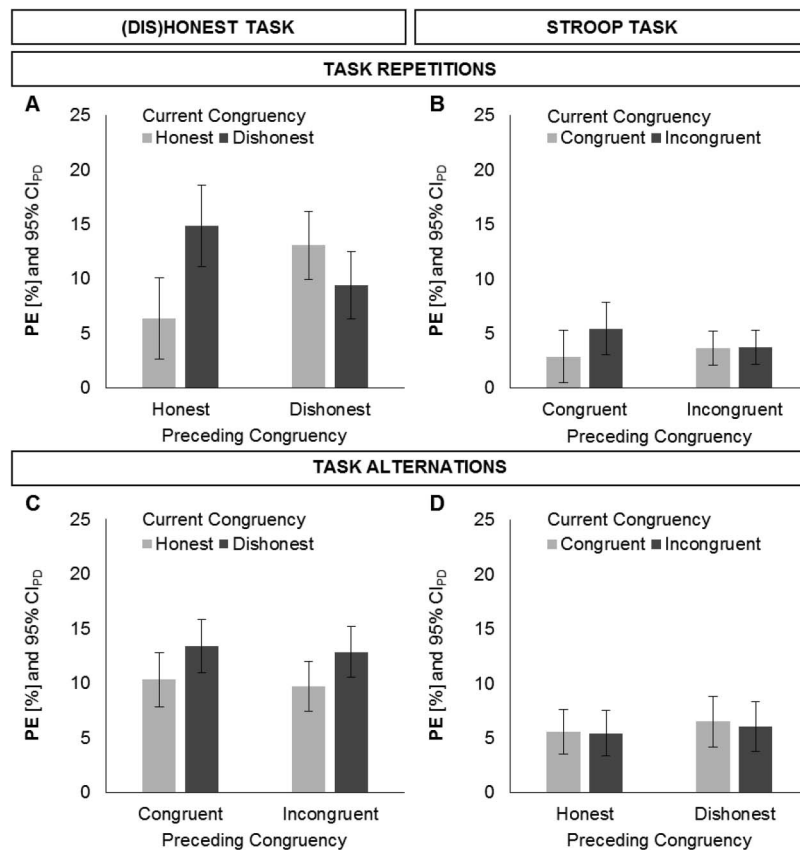 (DIS)HONEST TASK
STROOP TASK
TASK REPETITIONS
A
Current Congruency
Honest Dishonest
PE [%] and 95% CIPD
25
20
15
10
5
0
Honest Dishonest
Preceding Congruency
B
Current Congruency
Congruent Incongruent
PE [%] and 95% CIPD
25
20
15
10
5
0
Congruent Incongruent
Preceding Congruency
TASK ALTERNATIONS
C
Current Congruency
Honest Dishonest
PE [%] and 95% CIPD
25
20
15
10
5
0
Congruent Incongruent
Preceding Congruency
D
Current Congruency
Congruent Incongruent
PE [%] and 95% CIPD
25
20
15
10
5
0
Honest Dishonest
Preceding Congruency